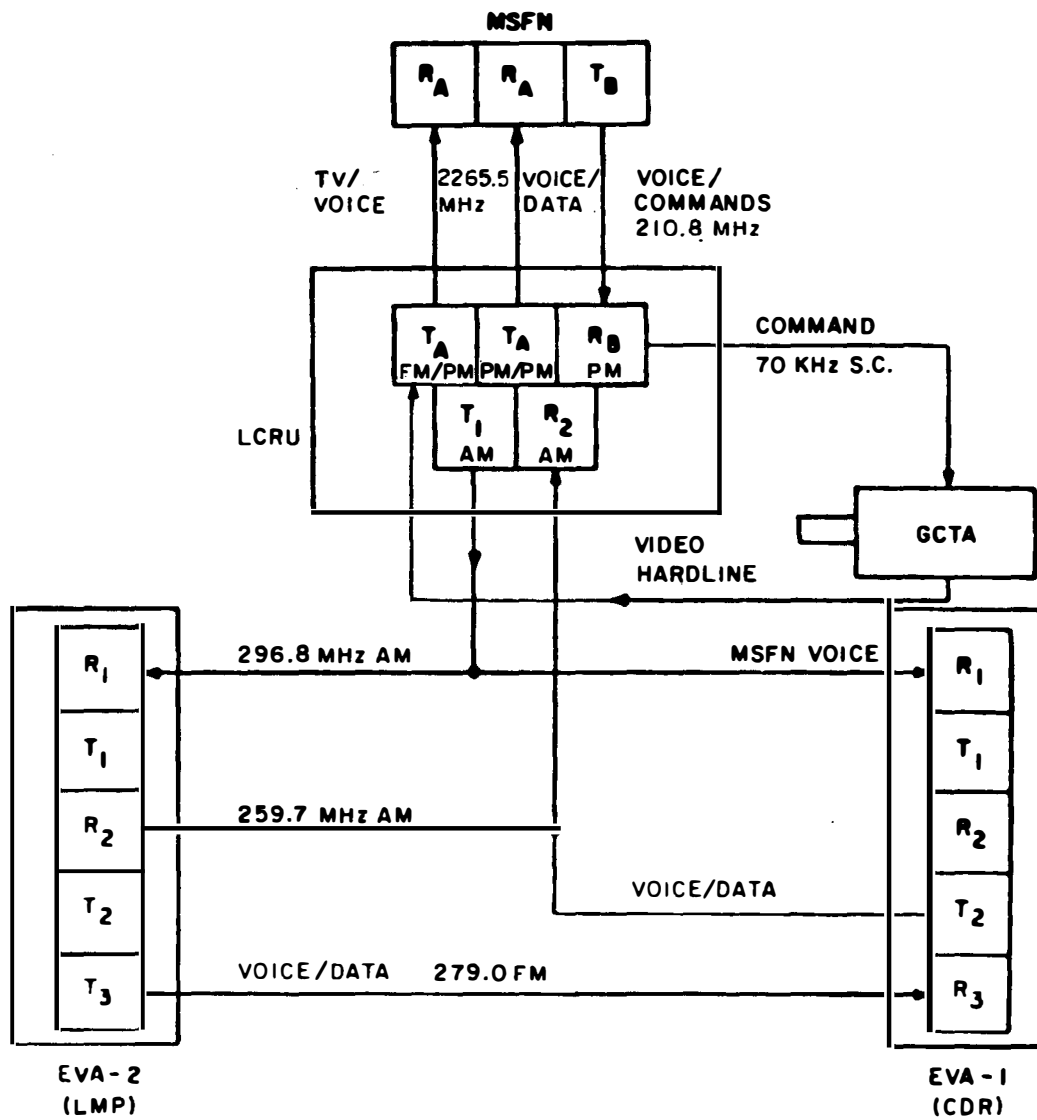 MSFN
R_A R_A T_B
TV/
VOICE
2265.5
MHz
VOICE/
DATA
VOICE/
COMMANDS
210.8 MHz
T_A
FM/PM
T_A
PM/PM
R_B
PM
COMMAND
70 KHz S.C.
T_1
AM
R_2
AM
LCRU
GCTA
VIDEO
HARDLINE
R_1
T_1
R_2
T_2
T_3
296.8 MHz AM
MSFN VOICE
259.7 MHz AM
VOICE/DATA
VOICE/DATA 279.0 FM
R_1
T_1
R_2
T_2
R_3
EVA-2
(LMP)
EVA-1
(CDR)